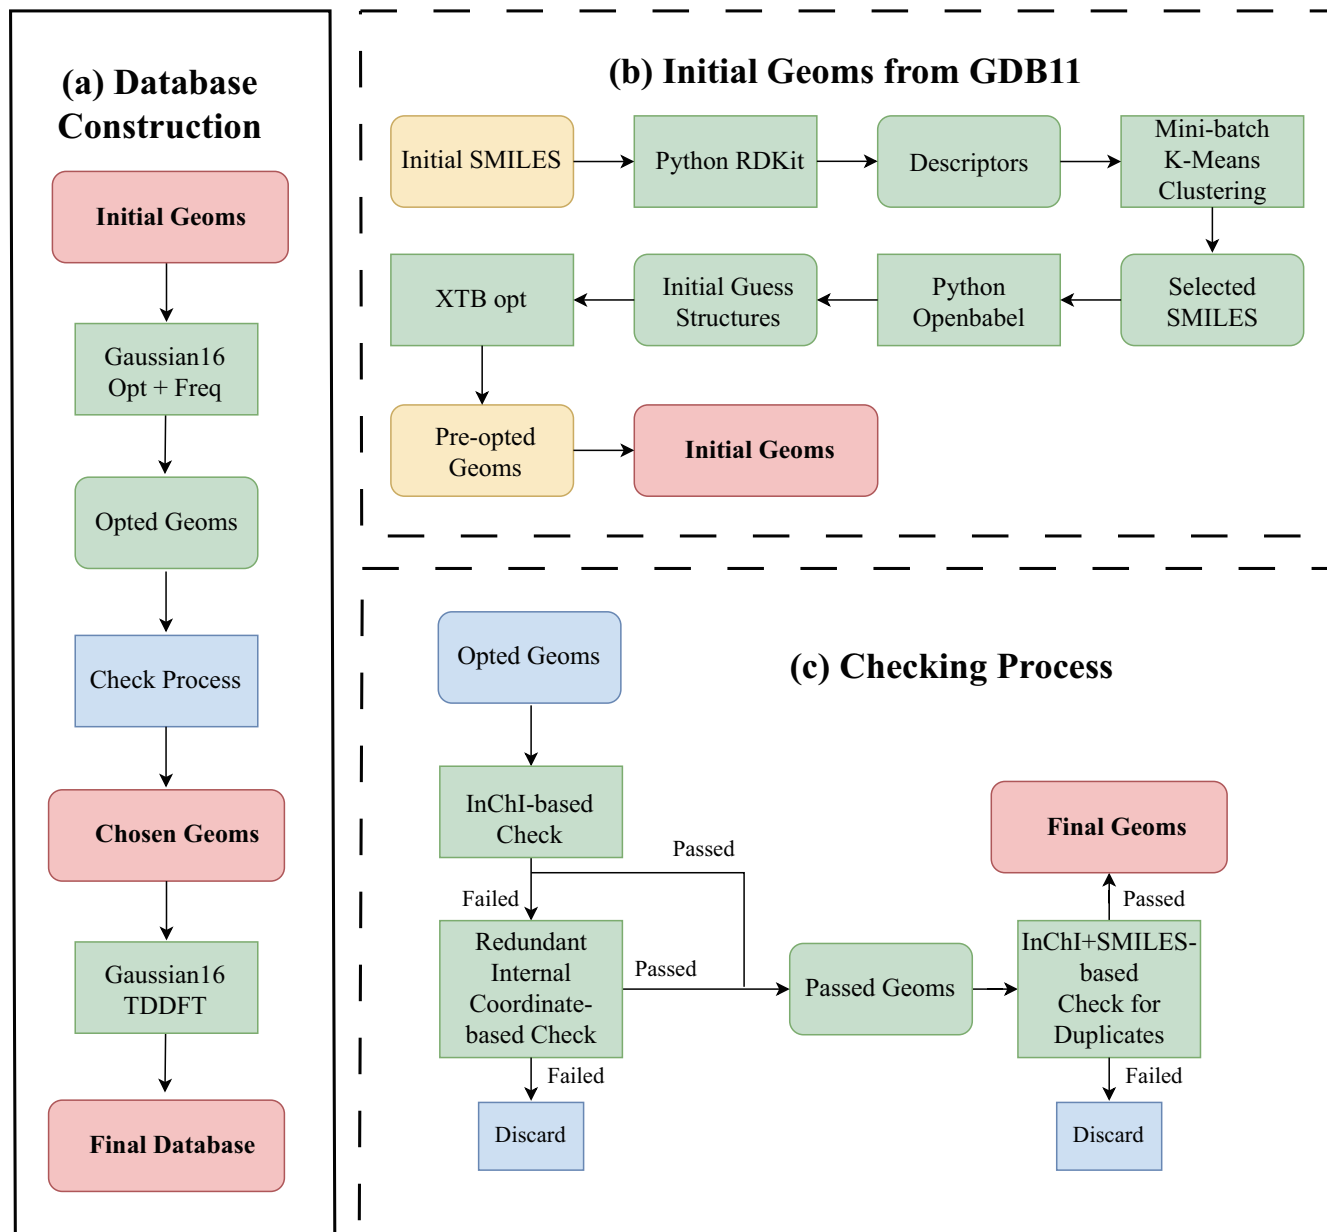 (a) Database
Construction
Initial Geoms
Gaussian16
Opt + Freq
Opted Geoms
Check Process
Chosen Geoms
Gaussian16
TDDFT
Final Database
(b) Initial Geoms from GDB11
Initial SMILES
Python RDKit
Descriptors
Mini-batch
K-Means
Clustering
Selected
SMILES
Python
Openbabel
Initial Guess
Structures
XTB opt
Pre-opted
Geoms
Initial Geoms
(c) Checking Process
Opted Geoms
InChI-based
Check
Passed
Failed
Redundant
Internal
Coordinate-
based Check
Passed
Failed
Discard
Passed Geoms
InChI+SMILES-
based
Check for
Duplicates
Passed
Final Geoms
Failed
Discard